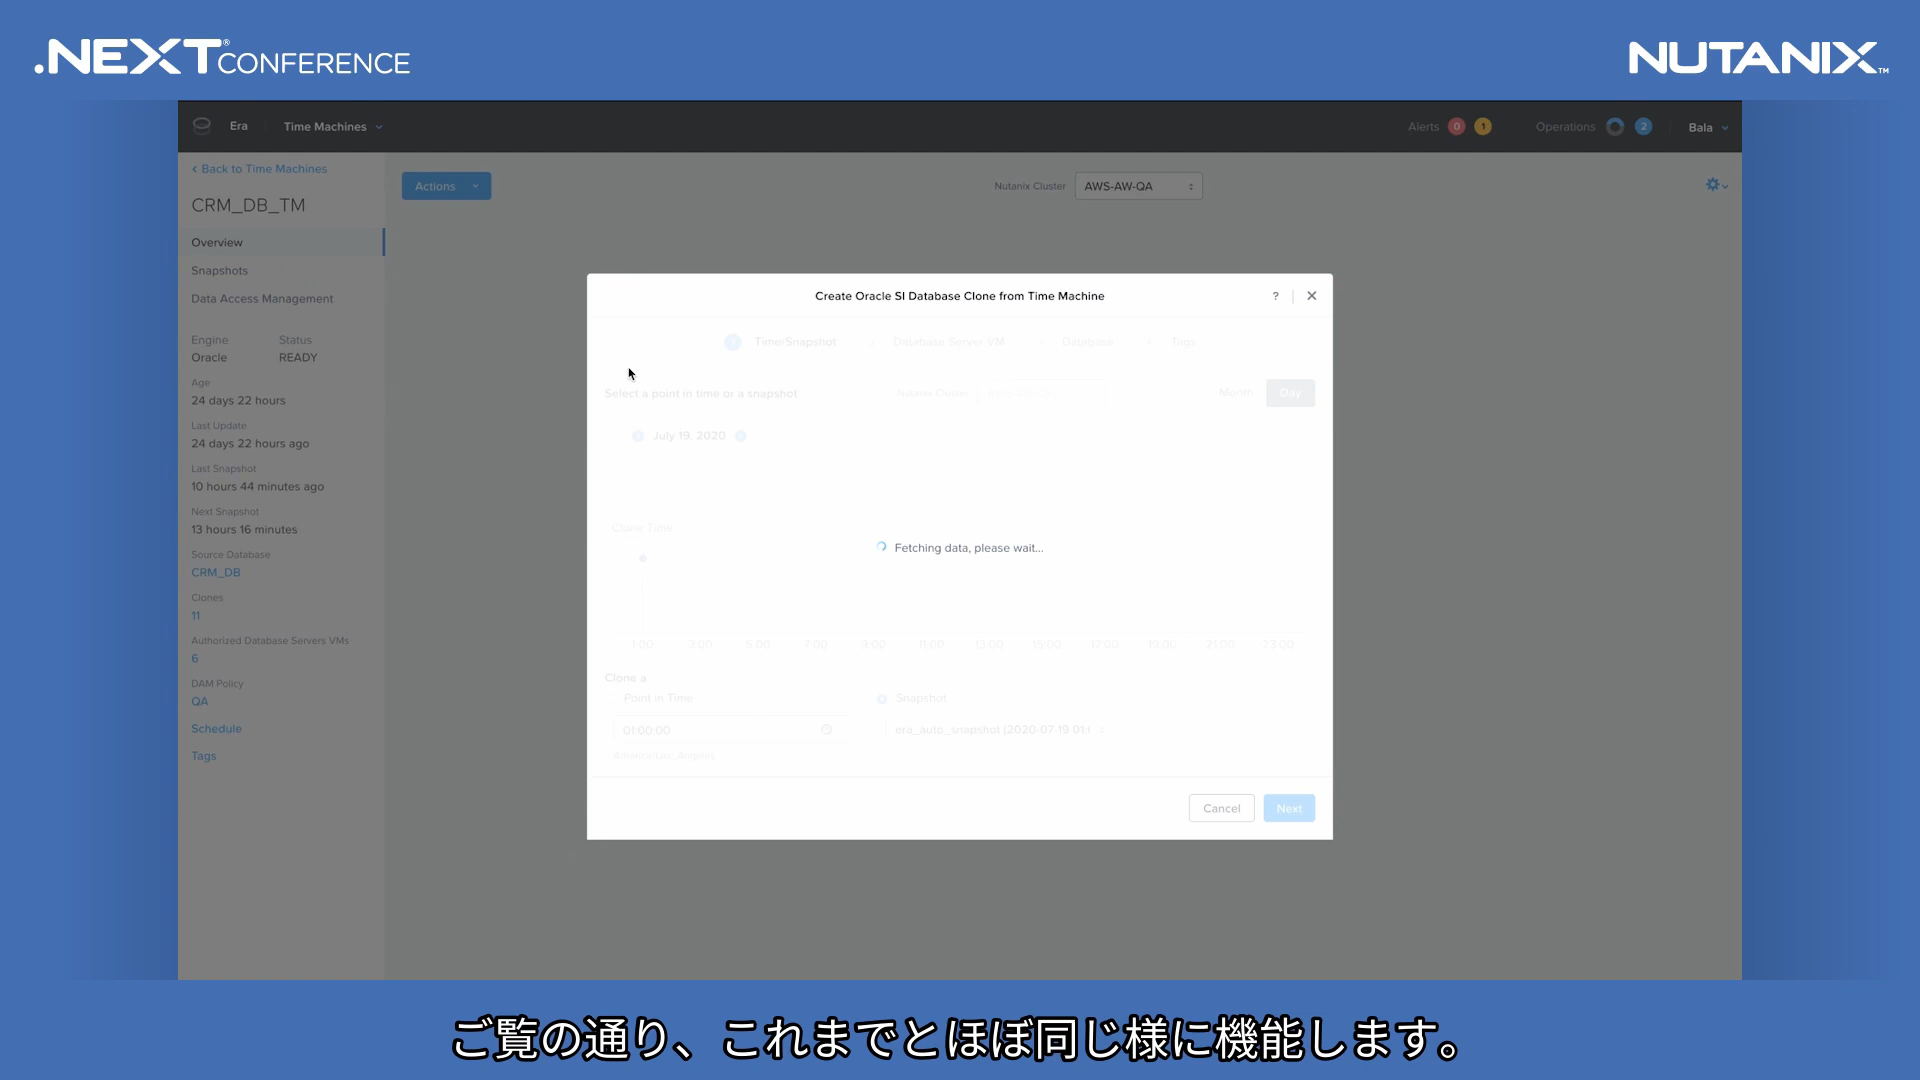 .NEXT® CONFERENCE
NUTANIX™
Era
Time Machines
Alerts 0 1
Operations 2
Bala
Back to Time Machines
CRM_DB_TM
Actions
Nutanix Cluster AWS-AW-QA
Overview
Snapshots
Data Access Management
Engine Status
Oracle READY
Age
24 days 22 hours
Last Update
24 days 22 hours ago
Last Snapshot
10 hours 44 minutes ago
Next Snapshot
13 hours 16 minutes
Source Database
CRM_DB
Clones
11
Authorized Database Servers VMs
6
DAM Policy
QA
Schedule
Tags
Create Oracle SI Database Clone from Time Machine
?
Time/Snapshot Database Server VM Database Tags
Select a point in time or a snapshot
Nutanix Cluster
Month Day
July 19, 2020
Clone Time
Fetching data, please wait...
1:00 3:00 5:00 7:00 9:00 11:00 13:00 15:00 17:00 19:00 21:00 23:00
Clone a
Point in Time Snapshot
01:00:00 era_auto_snapshot (2020-07-19 01:
America/Los_Angeles
Cancel Next
ご覧の通り、これまでとほぼ同じ様に機能します。